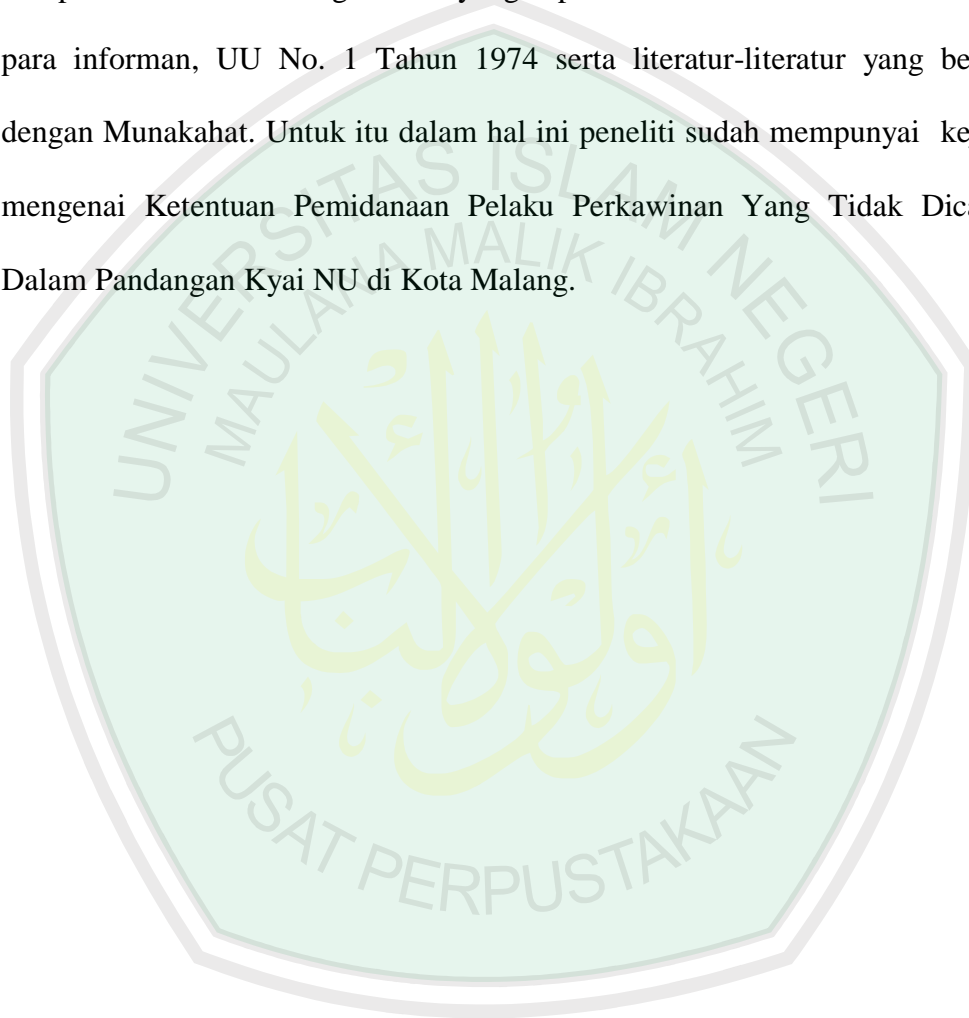 para informan, UU No. 1 Tahun 1974 serta literatur-literatur yang be
dengan Munakahat. Untuk itu dalam hal ini peneliti sudah mempunyai ke
mengenai Ketentuan Pemidanaan Pelaku Perkawinan Yang Tidak Dica
Dalam Pandangan Kyai NU di Kota Malang.
UNIVERSITAS ISLAM NEGERI
MAULANA MALIK IBRAHIM
PUSAT PERPUSTAKAAN